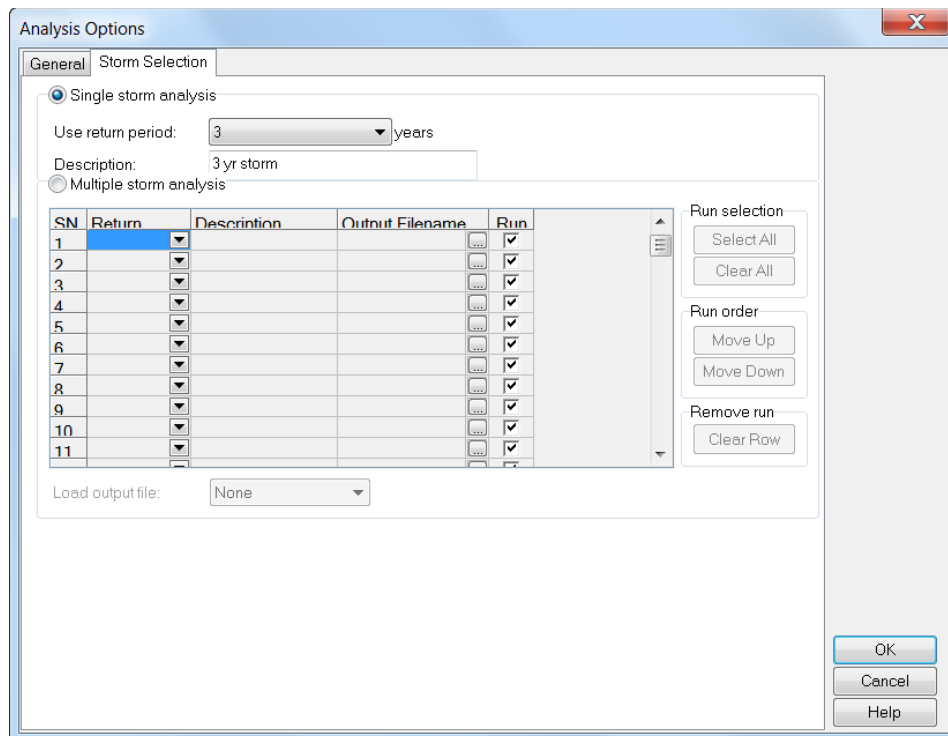 Analysis Options
General Storm Selection
Single storm analysis
Use return period: 3 years
Description: 3 yr storm
Multiple storm analysis
SN Return Description Output Filename Run
1 ...
2 ...
3 ...
4 ...
5 ...
6 ...
7 ...
8 ...
9 ...
10 ...
11 ...
Run selection
Select All
Clear All
Run order
Move Up
Move Down
Remove run
Clear Row
Load output file: None
OK
Cancel
Help